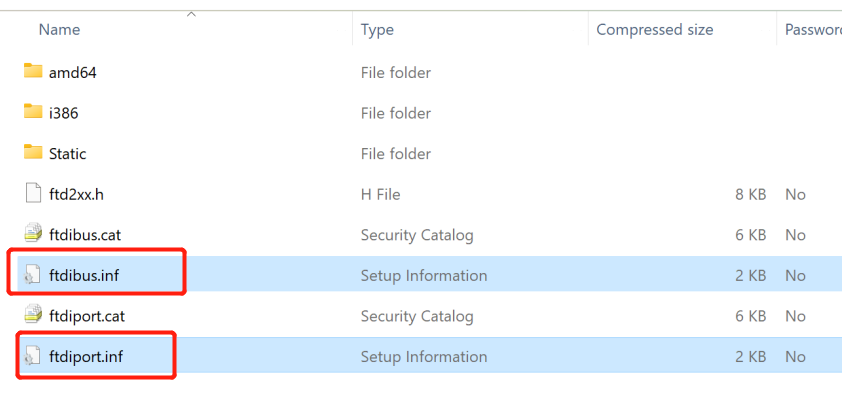 Name Type Compressed size Passwor
amd64 File folder
i386 File folder
Static File folder
ftd2xx.h H File 8 KB No
ftdibus.cat Security Catalog 6 KB No
ftdibus.inf Setup Information 2 KB No
ftdiport.cat Security Catalog 6 KB No
ftdiport.inf Setup Information 2 KB No